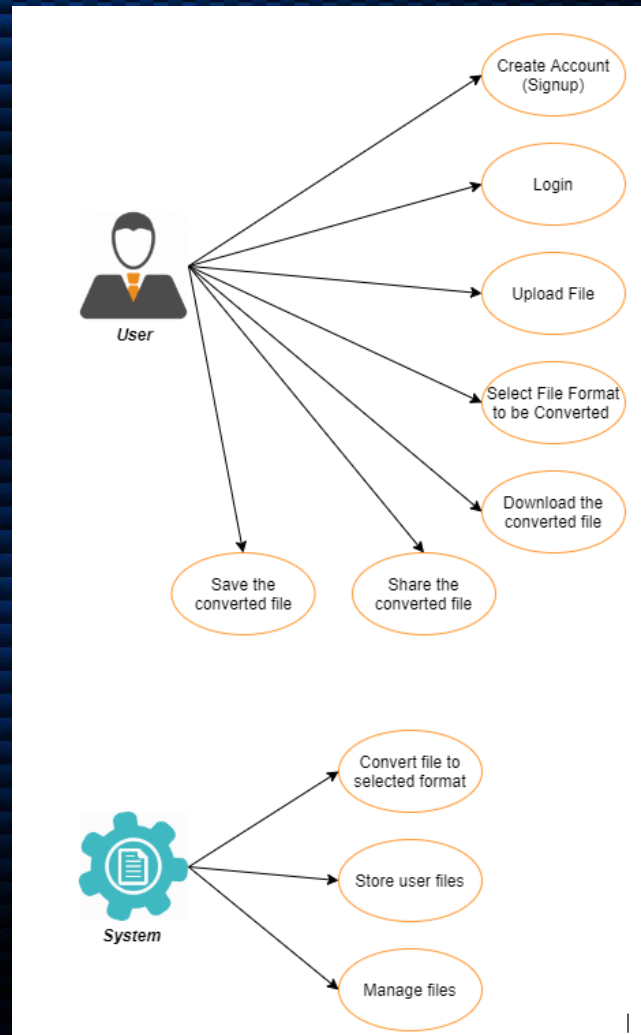 Create Account
(Signup)
Login
User
Upload File
Select File Format
to be Converted
Download the
converted file
Save the
converted file
Share the
converted file
Convert file to
selected format
Store user files
System
Manage files